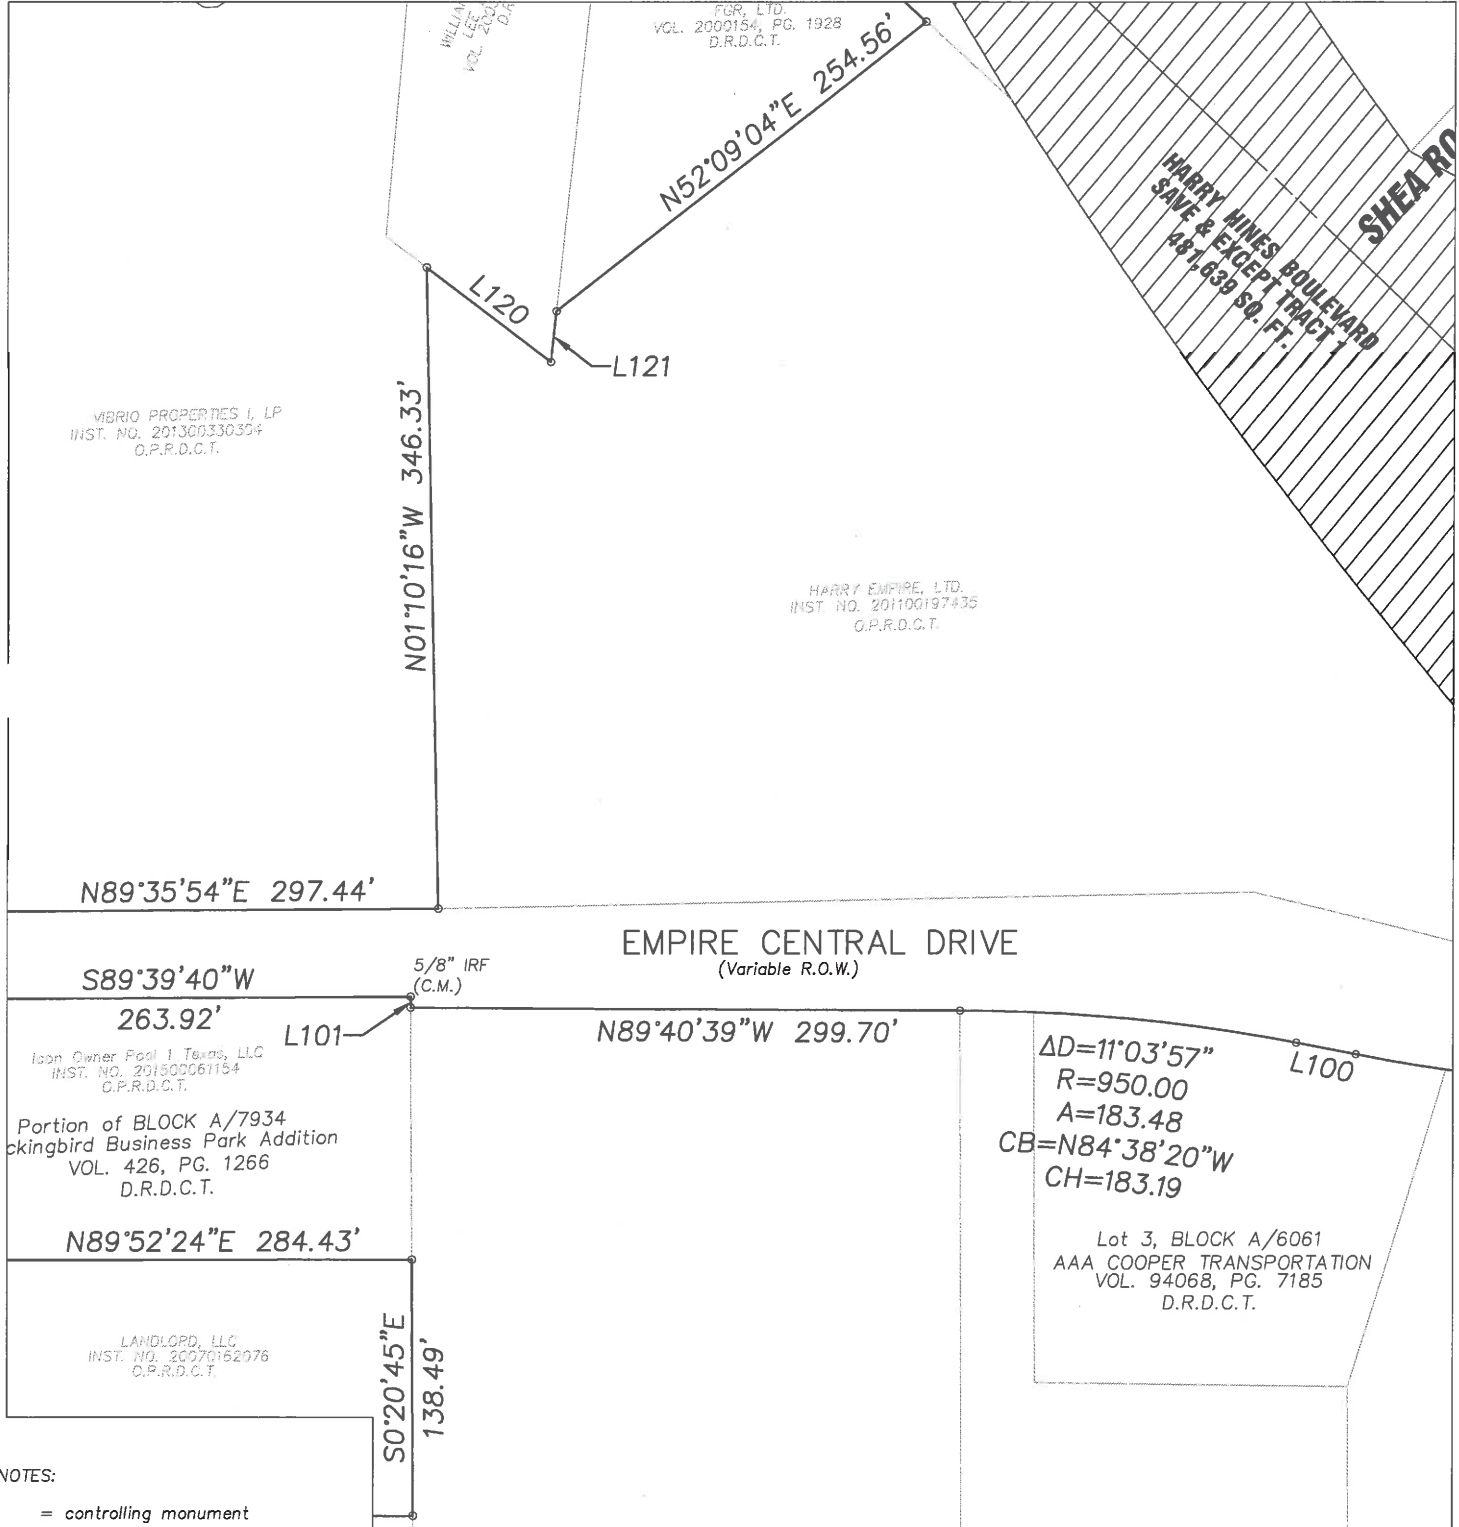 WILLIA
LEE
VOL. 200
D.R
FGR, LTD.
VOL. 2000154, PG. 1928
D.R.D.C.T.
N52°09'04"E 254.56'
HARRY HINES BOULEVARD
SAVE & EXCEPT TRACT 1
481,639 SQ. FT.
SHEA RO
L120
L121
VIBRIO PROPERTIES I, LP
INST. NO. 201300330304
O.P.R.D.C.T.
N01°10'16"W 346.33'
HARRY EMPIRE, LTD.
INST. NO. 201100197435
O.P.R.D.C.T.
N89°35'54"E 297.44'
EMPIRE CENTRAL DRIVE
(Variable R.O.W.)
5/8" IRF
(C.M.)
S89°39'40"W
263.92'
L101
N89°40'39"W 299.70'
ΔD=11°03'57"
R=950.00
A=183.48
CB=N84°38'20"W
CH=183.19
L100
Icon Owner Pool 1 Texas, LLC
INST. NO. 201500061154
O.P.R.D.C.T.
Portion of BLOCK A/7934
ckingbird Business Park Addition
VOL. 426, PG. 1266
D.R.D.C.T.
N89°52'24"E 284.43'
Lot 3, BLOCK A/6061
AAA COOPER TRANSPORTATION
VOL. 94068, PG. 7185
D.R.D.C.T.
LANDLORD, LLC
INST. NO. 20070162076
O.P.R.D.C.T.
S0°20'45"E
138.49'
NOTES:
= controlling monument